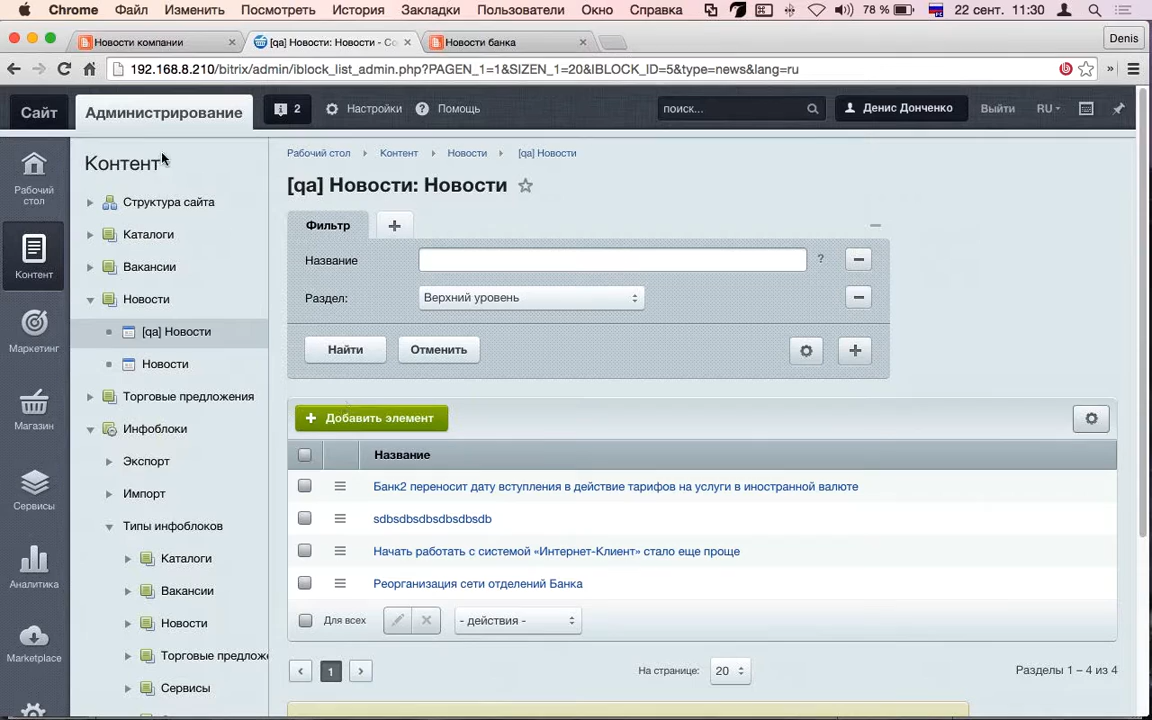 Chrome Файл Изменить Посмотреть История Закладки Пользователи Окно Справка 78 % 22 сент. 11:30
Новости компании
[qa] Новости: Новости - Со
Новости банка
Denis
192.168.8.210/bitrix/admin/iblock_list_admin.php?PAGEN_1=1&SIZEN_1=20&IBLOCK_ID=5&type=news&lang=ru
Сайт
Администрирование
2
Настройки
Помощь
поиск...
Денис Донченко
Выйти
RU
Рабочий стол
Контент
Маркетинг
Магазин
Сервисы
Аналитика
Marketplace
Контент
Структура сайта
Каталоги
Вакансии
Новости
[qa] Новости
Новости
Торговые предложения
Инфоблоки
Экспорт
Импорт
Типы инфоблоков
Каталоги
Вакансии
Новости
Торговые предложе
Сервисы
Рабочий стол Контент Новости [qa] Новости
[qa] Новости: Новости
Фильтр
Название
?
Раздел:
Верхний уровень
Найти
Отменить
Добавить элемент
Название
Банк2 переносит дату вступления в действие тарифов на услуги в иностранной валюте
sdbsdbsdbsdbsdbsdb
Начать работать с системой «Интернет-Клиент» стало еще проще
Реорганизация сети отделений Банка
Для всех
- действия -
1
На странице:
20
Разделы 1 – 4 из 4